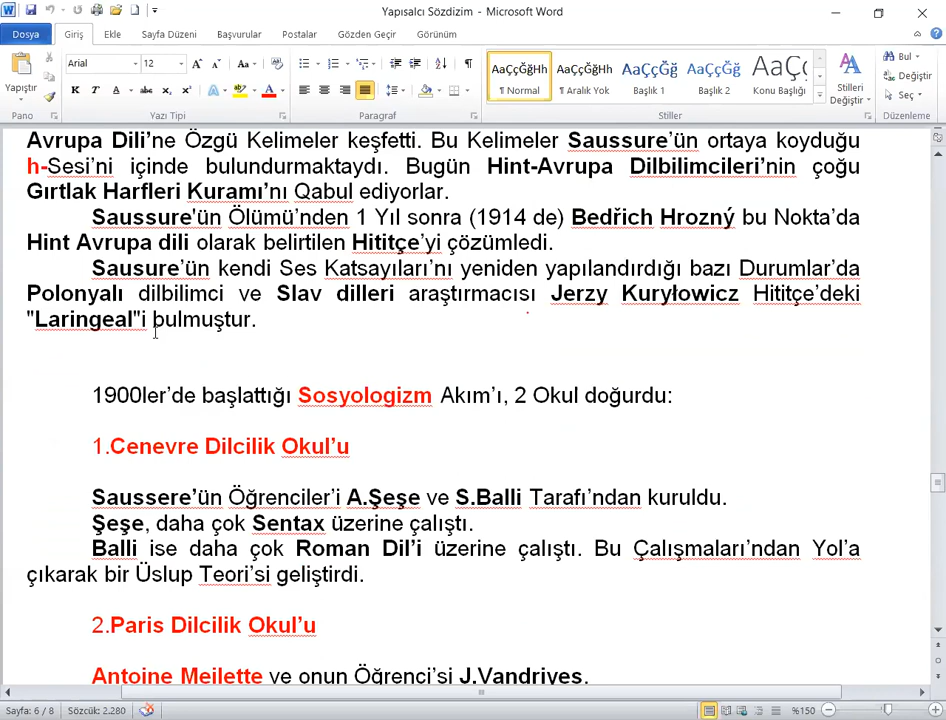 Yapısalcı Sözdizim - Microsoft Word
Dosya Giriş Ekle Sayfa Düzeni Başvurular Postalar Gözden Geçir Görünüm
Yapıştır
Arial 12
AaÇçĞğHh AaÇçĞğHh AaÇçĞğ AaÇçĞğ AaÇ
¶ Normal ¶ Aralık Yok Başlık 1 Başlık 2 Konu Başlığı
Stilleri Değiştir
Bul
Değiştir
Seç
Pano Yazı Tipi Paragraf Stiller Düzenleme
Avrupa Dili’ne Özgü Kelimeler keşfetti. Bu Kelimeler Saussure’ün ortaya koyduğu
h-Sesi’ni içinde bulundurmaktaydı. Bugün Hint-Avrupa Dilbilimcileri’nin çoğu
Gırtlak Harfleri Kuramı’nı Qabul ediyorlar.
Saussure'ün Ölümü’nden 1 Yıl sonra (1914 de) Bedřich Hrozný bu Nokta’da
Hint Avrupa dili olarak belirtilen Hititçe’yi çözümledi.
Sausure’ün kendi Ses Katsayıları’nı yeniden yapılandırdığı bazı Durumlar’da
Polonyalı dilbilimci ve Slav dilleri araştırmacısı Jerzy Kuryłowicz Hititçe’deki
"Laringeal"i bulmuştur.
1900ler’de başlattığı Sosyologizm Akım’ı, 2 Okul doğurdu:
1.Cenevre Dilcilik Okul’u
Saussere’ün Öğrenciler’i A.Şeşe ve S.Balli Tarafı’ndan kuruldu.
Şeşe, daha çok Sentax üzerine çalıştı.
Balli ise daha çok Roman Dil’i üzerine çalıştı. Bu Çalışmaları’ndan Yol’a
çıkarak bir Üslup Teori’si geliştirdi.
2.Paris Dilcilik Okul’u
Antoine Meilette ve onun Öğrenci’si J.Vandriyes.
Sayfa: 6 / 8 Sözcük: 2.280 %150